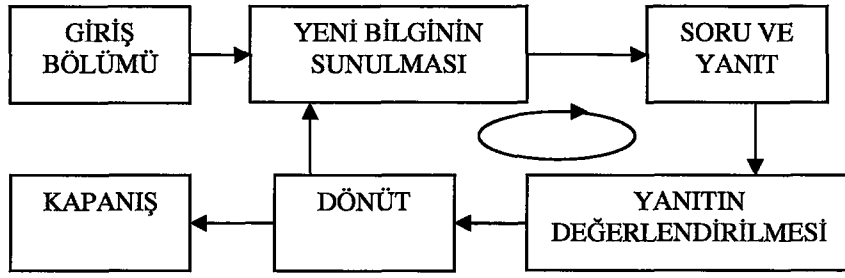 GİRİŞ
BÖLÜMÜ
YENİ BİLGİNİN
SUNULMASI
SORU VE
YANIT
KAPANIŞ
DÖNÜT
YANITIN
DEĞERLENDİRİLMESİ